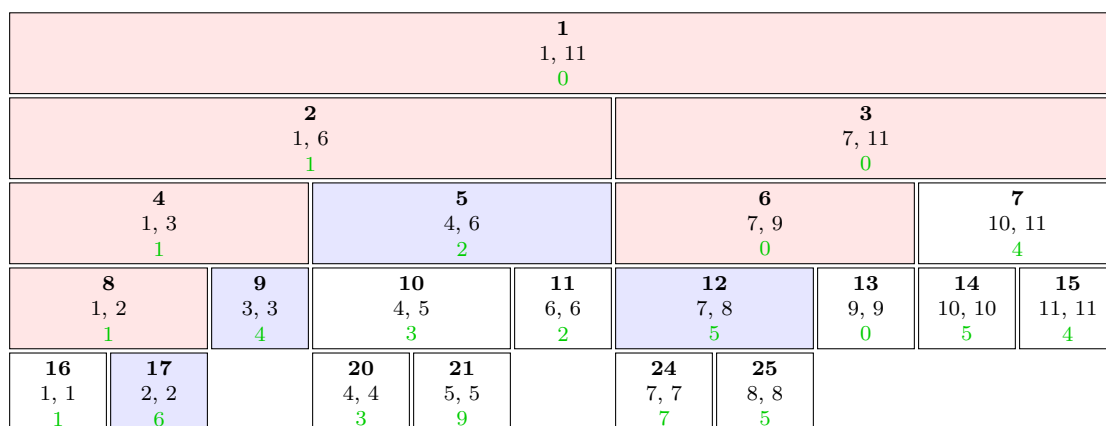 1
1, 11
0
2 3
1, 6 7, 11
1 0
4 5 6 7
1, 3 4, 6 7, 9 10, 11
1 2 0 4
8 9 10 11 12 13 14 15
1, 2 3, 3 4, 5 6, 6 7, 8 9, 9 10, 10 11, 11
1 4 3 2 5 0 5 4
16 17 20 21 24 25
1, 1 2, 2 4, 4 5, 5 7, 7 8, 8
1 6 3 9 7 5